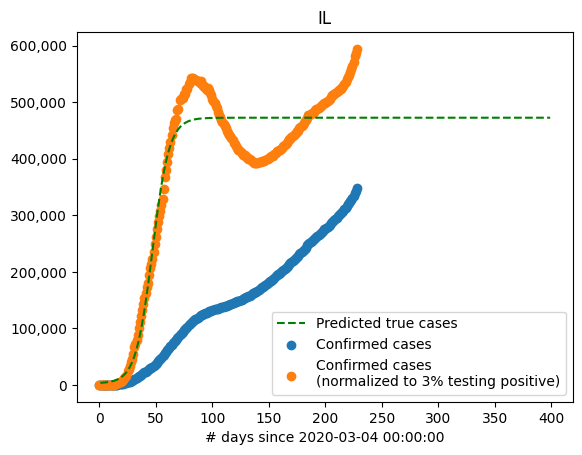 IL
600,000
500,000
400,000
300,000
200,000
100,000
0
Predicted true cases
Confirmed cases
Confirmed cases
(normalized to 3% testing positive)
0 50 100 150 200 250 300 350 400
# days since 2020-03-04 00:00:00